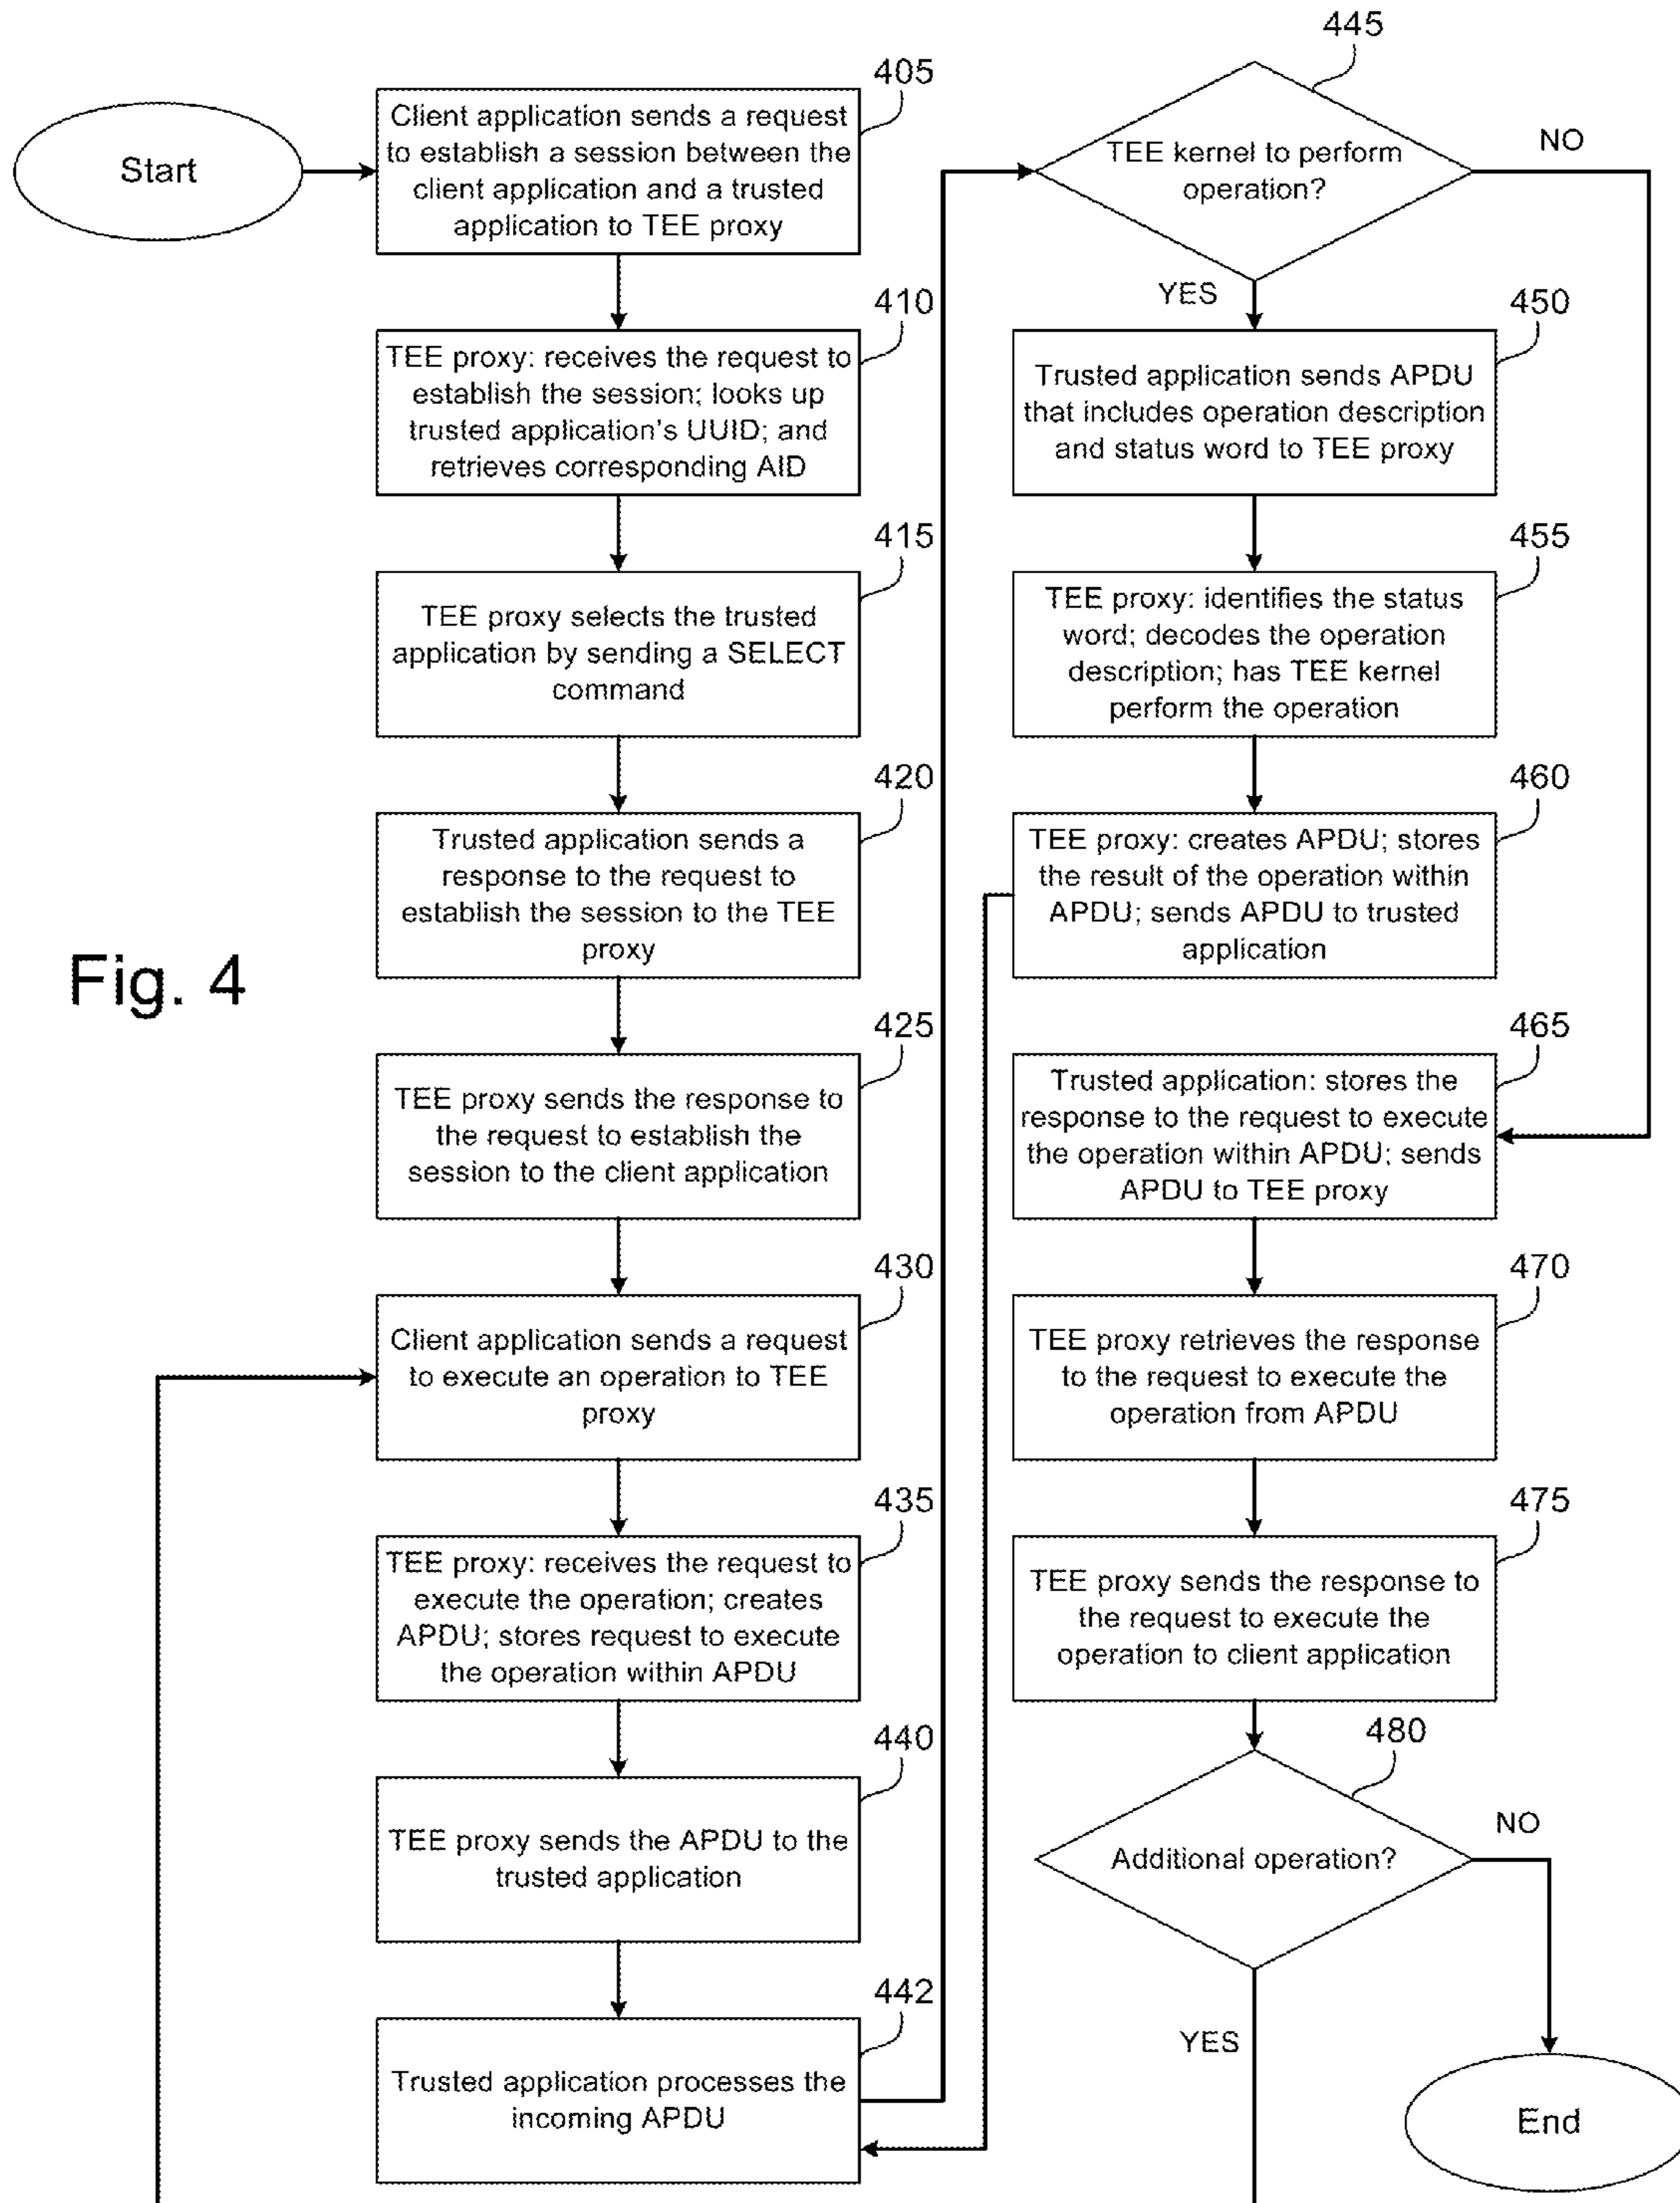 Start
405
Client application sends a request
to establish a session between the
client application and a trusted
application to TEE proxy
410
TEE proxy: receives the request to
establish the session; looks up
trusted application's UUID; and
retrieves corresponding AID
415
TEE proxy selects the trusted
application by sending a SELECT
command
420
Trusted application sends a
response to the request to
establish the session to the TEE
proxy
Fig. 4
425
TEE proxy sends the response to
the request to establish the
session to the client application
430
Client application sends a request
to execute an operation to TEE
proxy
435
TEE proxy: receives the request to
execute the operation; creates
APDU; stores request to execute
the operation within APDU
440
TEE proxy sends the APDU to the
trusted application
442
Trusted application processes the
incoming APDU
445
TEE kernel to perform
operation?
NO
YES
450
Trusted application sends APDU
that includes operation description
and status word to TEE proxy
455
TEE proxy: identifies the status
word; decodes the operation
description; has TEE kernel
perform the operation
460
TEE proxy: creates APDU; stores
the result of the operation within
APDU; sends APDU to trusted
application
465
Trusted application: stores the
response to the request to execute
the operation within APDU; sends
APDU to TEE proxy
470
TEE proxy retrieves the response
to the request to execute the
operation from APDU
475
TEE proxy sends the response to
the request to execute the
operation to client application
480
Additional operation?
NO
YES
End